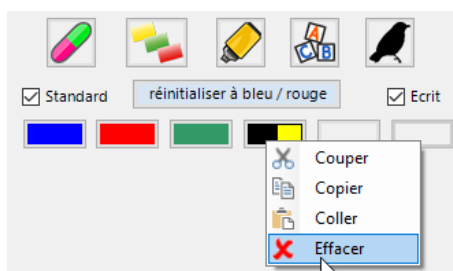 A
C B
Standard
réinitialiser à bleu / rouge
Ecrit
Couper
Copier
Coller
Effacer